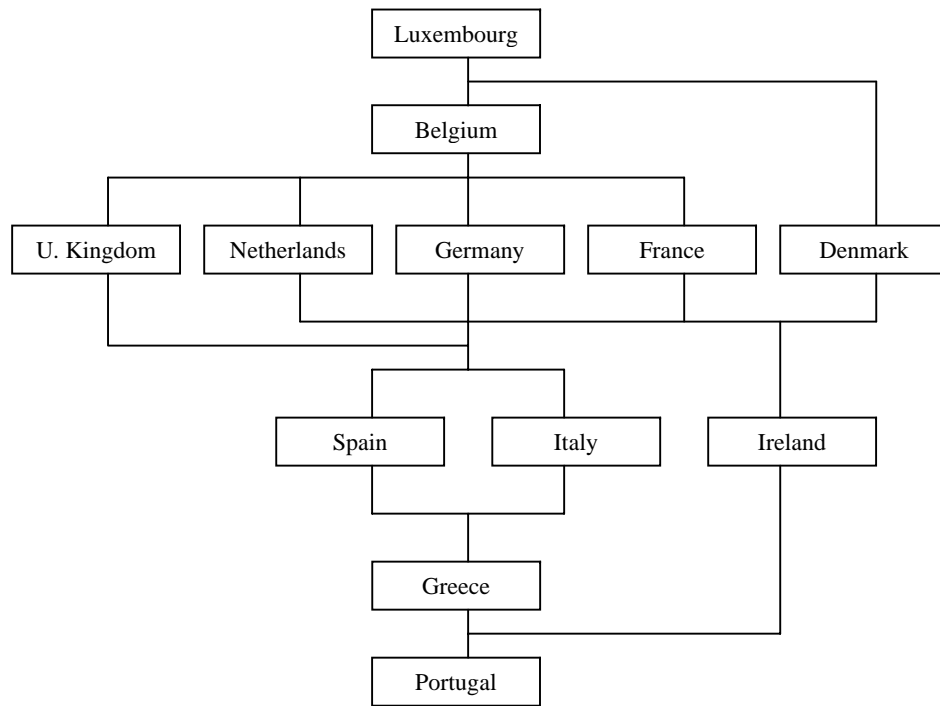 Luxembourg
Belgium
U. Kingdom
Netherlands
Germany
France
Denmark
Spain
Italy
Ireland
Greece
Portugal